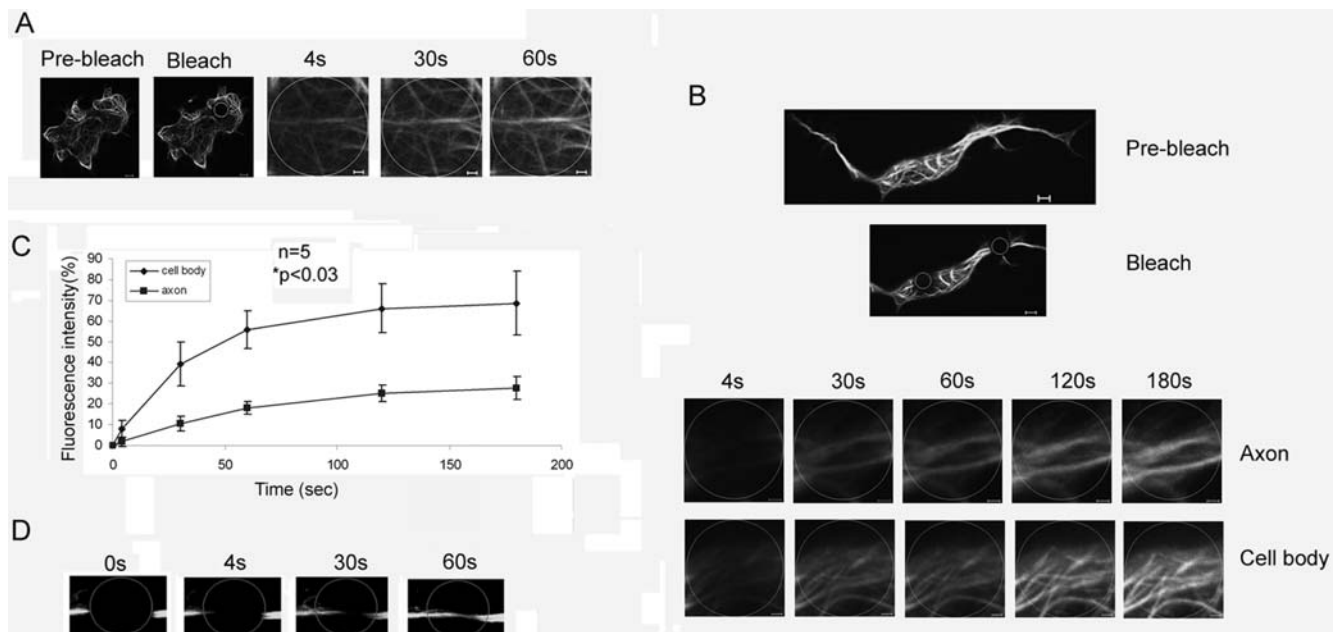 A
Pre-bleach Bleach 4s 30s 60s
B
Pre-bleach
Bleach
4s 30s 60s 120s 180s
Axon
Cell body
C
n=5
*p<0.03
cell body
axon
Fluorescence intensity(%)
90
80
70
60
50
40
30
20
10
0
0 50 100 150 200
Time (sec)
D
0s 4s 30s 60s